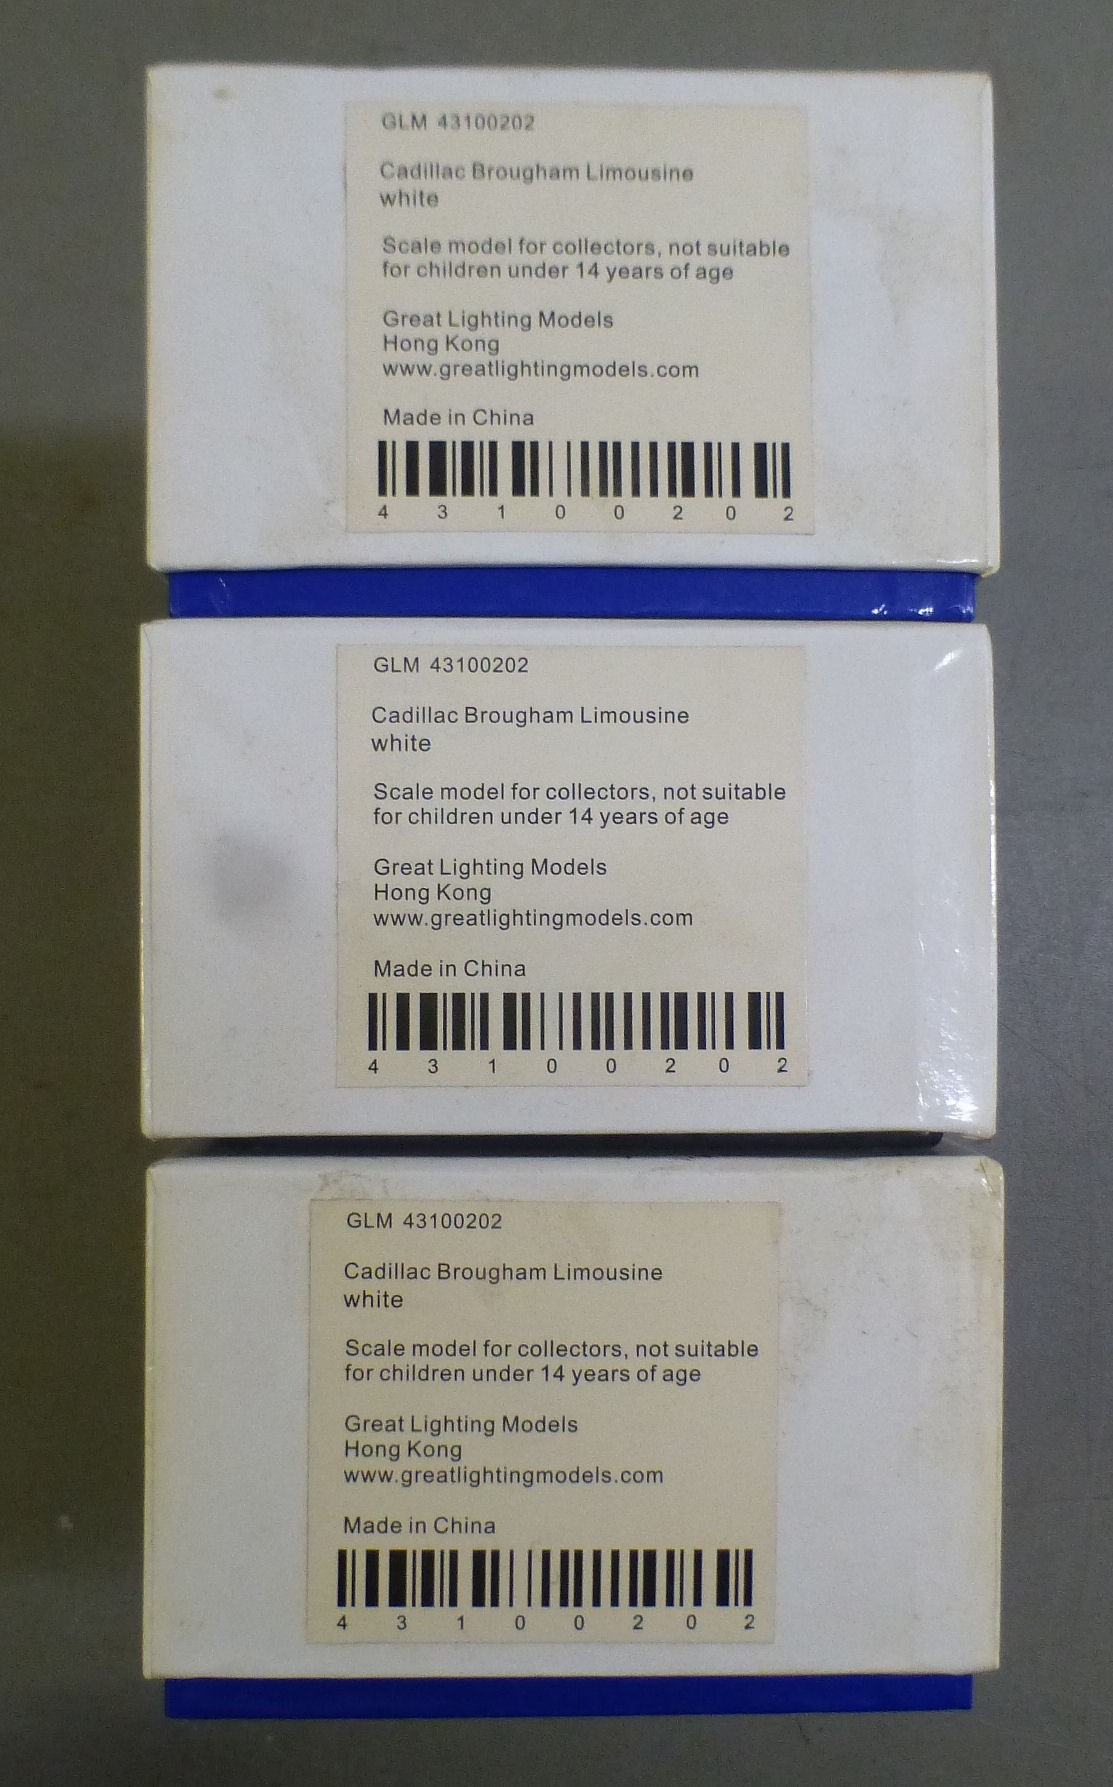 GLM 43100202
Cadillac Brougham Limousine
white
Scale model for collectors, not suitable
for children under 14 years of age
Great Lighting Models
Hong Kong
www.greatlightingmodels.com
Made in China
4 3 1 0 0 2 0 2
GLM 43100202
Cadillac Brougham Limousine
white
Scale model for collectors, not suitable
for children under 14 years of age
Great Lighting Models
Hong Kong
www.greatlightingmodels.com
Made in China
4 3 1 0 0 2 0 2
GLM 43100202
Cadillac Brougham Limousine
white
Scale model for collectors, not suitable
for children under 14 years of age
Great Lighting Models
Hong Kong
www.greatlightingmodels.com
Made in China
4 3 1 0 0 2 0 2